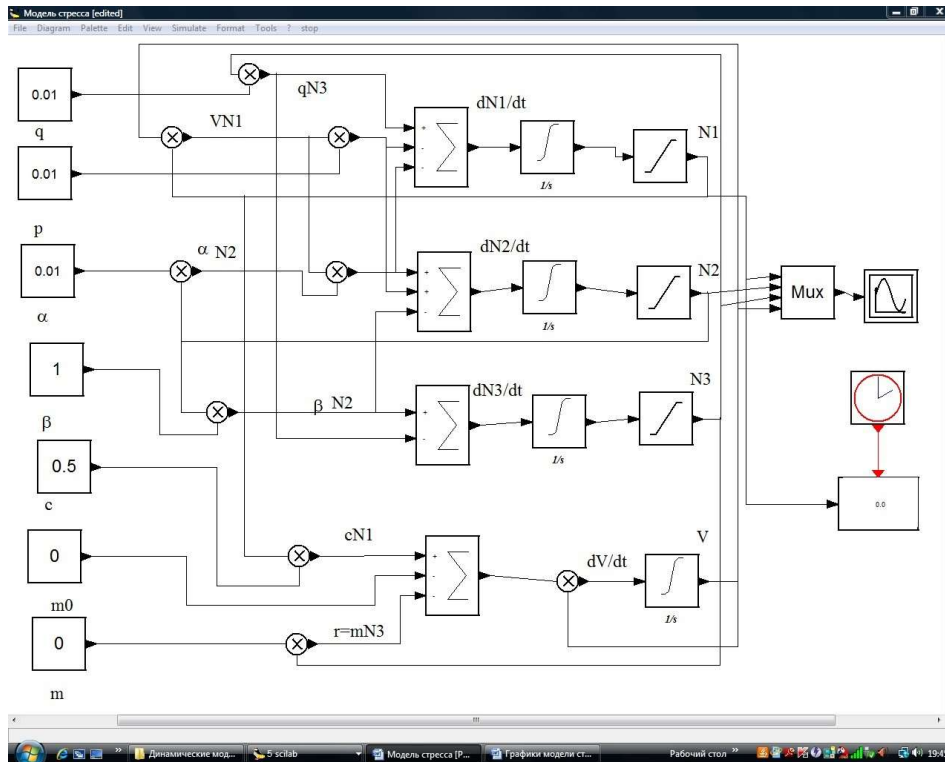 Модель стресса [edited]
File Diagram Palette Edit View Simulate Format Tools ? stop
0.01
q
0.01
p
0.01
α
1
β
0.5
c
0
m0
0
m
qN3
VN1
α N2
β N2
cN1
r=mN3
dN1/dt
1/s
N1
dN2/dt
1/s
N2
dN3/dt
1/s
N3
dV/dt
1/s
V
Mux
0.0
Динамические мод...
5 scilab
Модель стресса [P...
Графики модели ст...
Рабочий стол